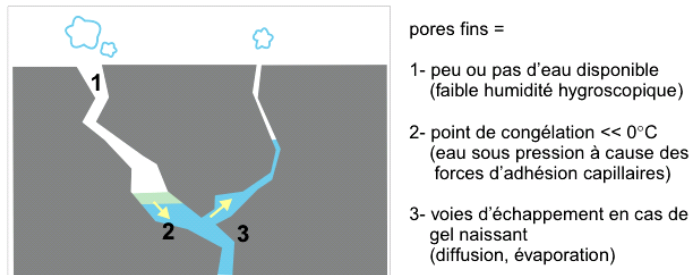 pores fins =
1- peu ou pas d'eau disponible
(faible humidité hygroscopique)
2- point de congélation << 0°C
(eau sous pression à cause des
forces d'adhésion capillaires)
3- voies d'échappement en cas de
gel naissant
(diffusion, évaporation)
1
2
3